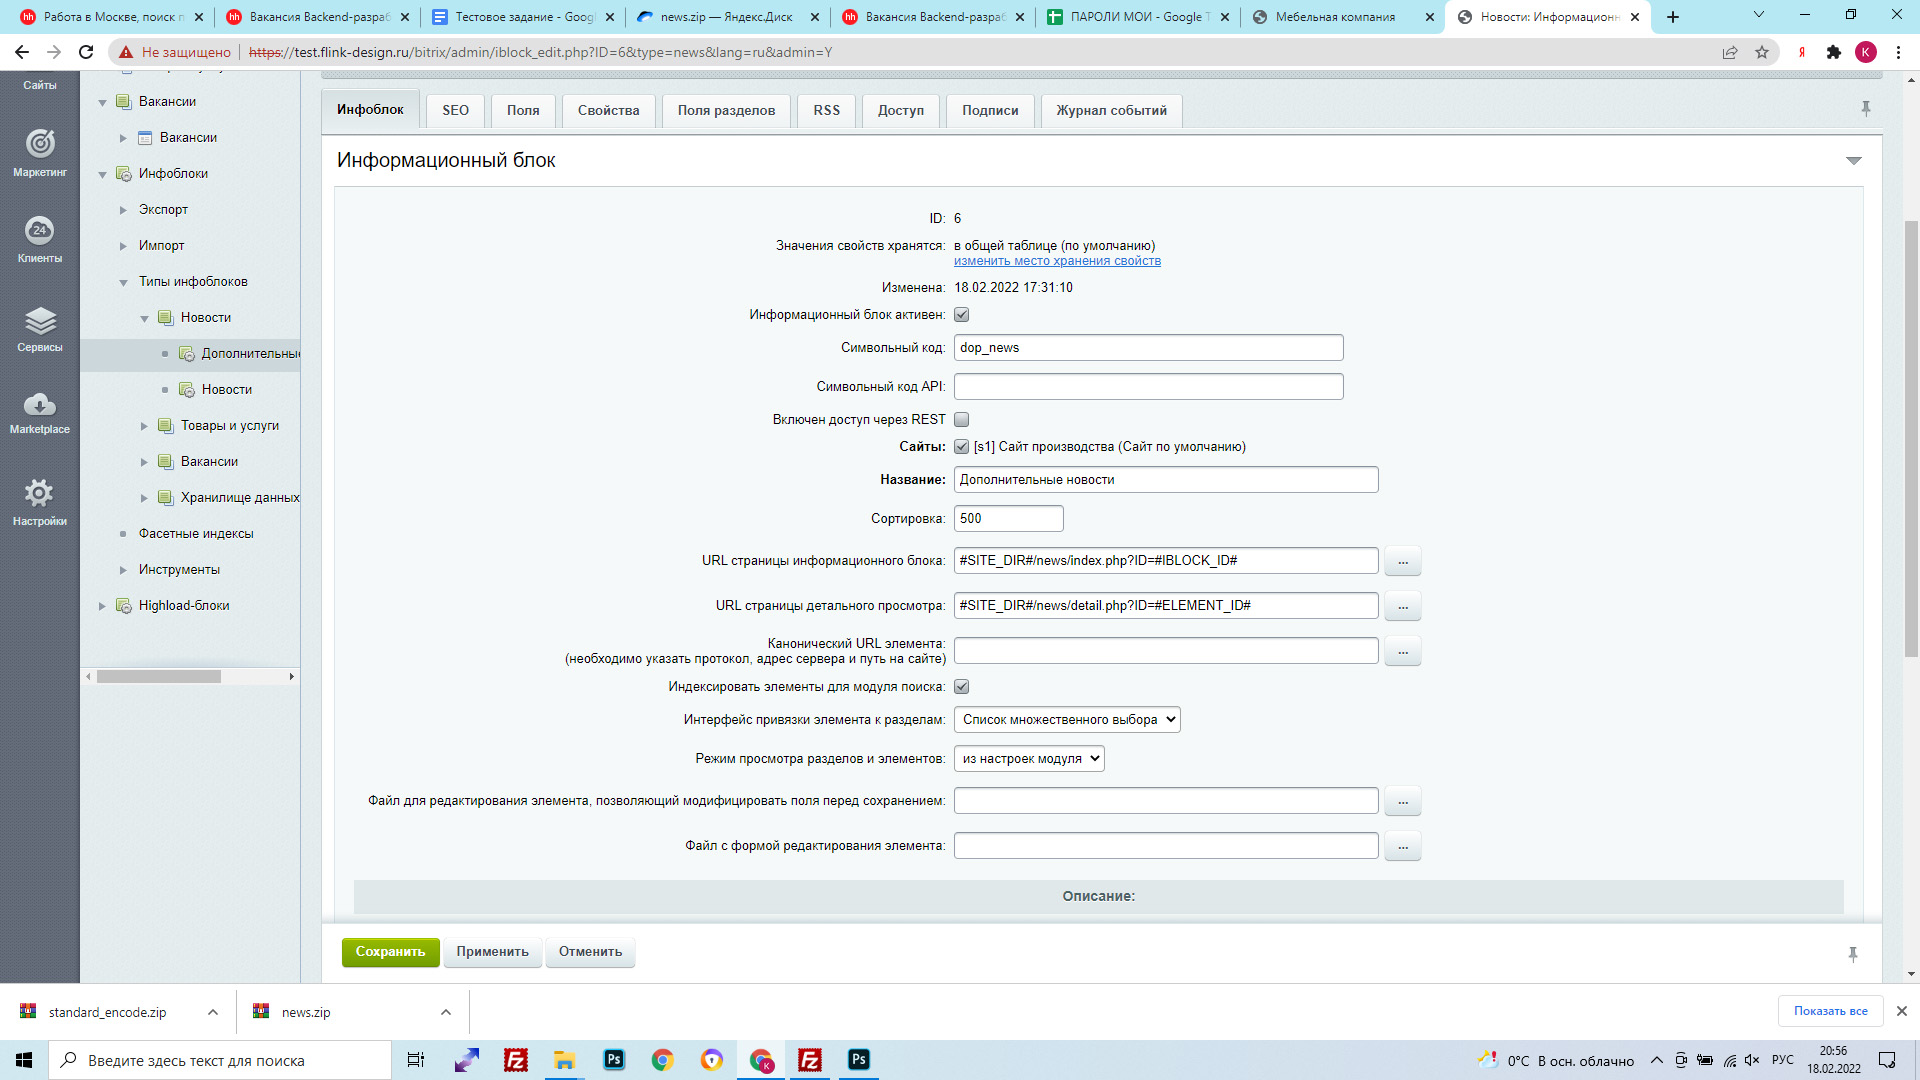 Работа в Москве, поиск п
Вакансия Backend-разраб
Тестовое задание - Googl
news.zip — Яндекс.Диск
Вакансия Backend-разраб
ПАРОЛИ МОИ - Google Т
Мебельная компания
Новости: Информационн
Не защищено
https://test.flink-design.ru/bitrix/admin/iblock_edit.php?ID=6&type=news&lang=ru&admin=Y
Сайты
Маркетинг
24
Клиенты
Сервисы
Marketplace
Настройки
Вакансии
Вакансии
Инфоблоки
Экспорт
Импорт
Типы инфоблоков
Новости
Дополнительные
Новости
Товары и услуги
Вакансии
Хранилище данных
Фасетные индексы
Инструменты
Highload-блоки
Инфоблок
SEO
Поля
Свойства
Поля разделов
RSS
Доступ
Подписи
Журнал событий
Информационный блок
ID: 6
Значения свойств хранятся: в общей таблице (по умолчанию)
изменить место хранения свойств
Изменена: 18.02.2022 17:31:10
Информационный блок активен:
Символьный код: dop_news
Символьный код API:
Включен доступ через REST
Сайты: [s1] Сайт производства (Сайт по умолчанию)
Название: Дополнительные новости
Сортировка: 500
URL страницы информационного блока: #SITE_DIR#/news/index.php?ID=#IBLOCK_ID# ...
URL страницы детального просмотра: #SITE_DIR#/news/detail.php?ID=#ELEMENT_ID# ...
Канонический URL элемента:
(необходимо указать протокол, адрес сервера и путь на сайте) ...
Индексировать элементы для модуля поиска:
Интерфейс привязки элемента к разделам: Список множественного выбора
Режим просмотра разделов и элементов: из настроек модуля
Файл для редактирования элемента, позволяющий модифицировать поля перед сохранением: ...
Файл с формой редактирования элемента: ...
Описание:
Сохранить
Применить
Отменить
standard_encode.zip
news.zip
Показать все
Введите здесь текст для поиска
0°C В осн. облачно
РУС
20:56
18.02.2022